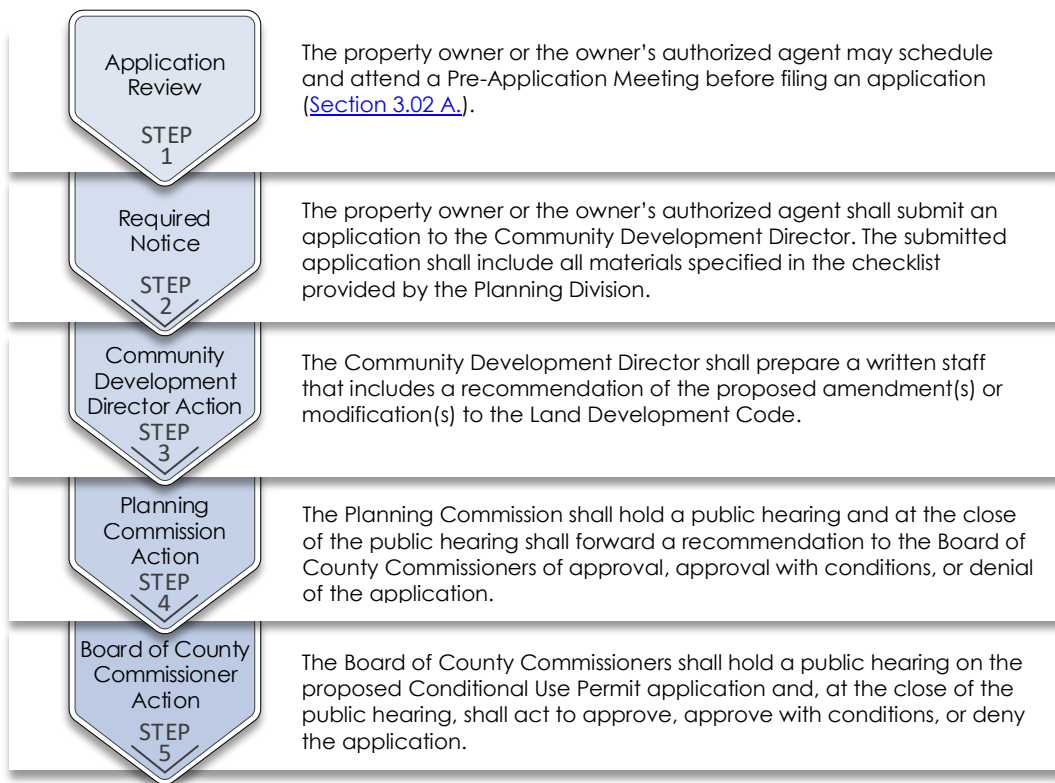 Application
Review
STEP
1
The property owner or the owner’s authorized agent may schedule
and attend a Pre-Application Meeting before filing an application
(Section 3.02 A.).
Required
Notice
STEP
2
The property owner or the owner’s authorized agent shall submit an
application to the Community Development Director. The submitted
application shall include all materials specified in the checklist
provided by the Planning Division.
Community
Development
Director Action
STEP
3
The Community Development Director shall prepare a written staff
that includes a recommendation of the proposed amendment(s) or
modification(s) to the Land Development Code.
Planning
Commission
Action
STEP
4
The Planning Commission shall hold a public hearing and at the close
of the public hearing shall forward a recommendation to the Board of
County Commissioners of approval, approval with conditions, or denial
of the application.
Board of County
Commissioner
Action
STEP
5
The Board of County Commissioners shall hold a public hearing on the
proposed Conditional Use Permit application and, at the close of the
public hearing, shall act to approve, approve with conditions, or deny
the application.